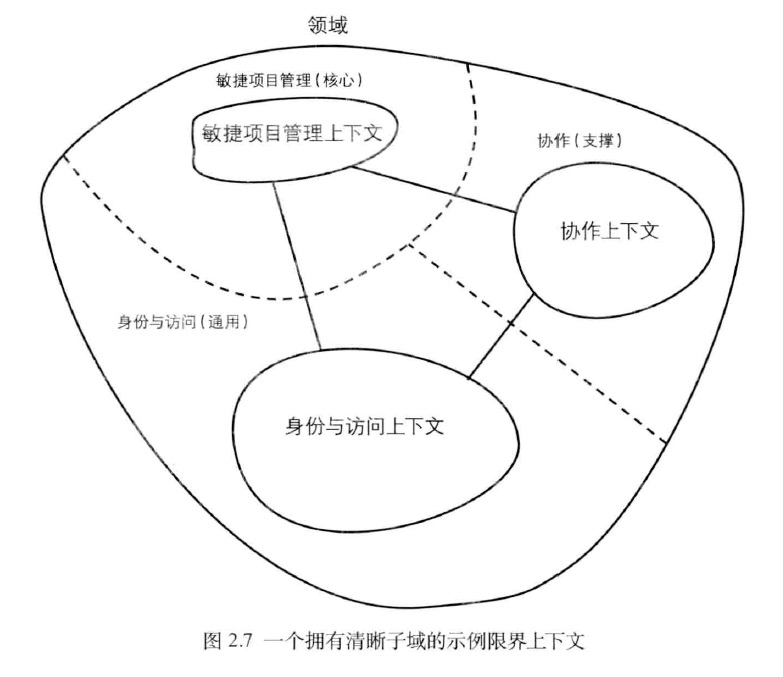 领域
敏捷项目管理(核心)
敏捷项目管理上下文
协作(支撑)
协作上下文
身份与访问(通用)
身份与访问上下文
图 2.7 一个拥有清晰子域的示例限界上下文